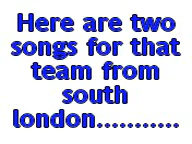 Here are two
songs for that
team from
south
london............